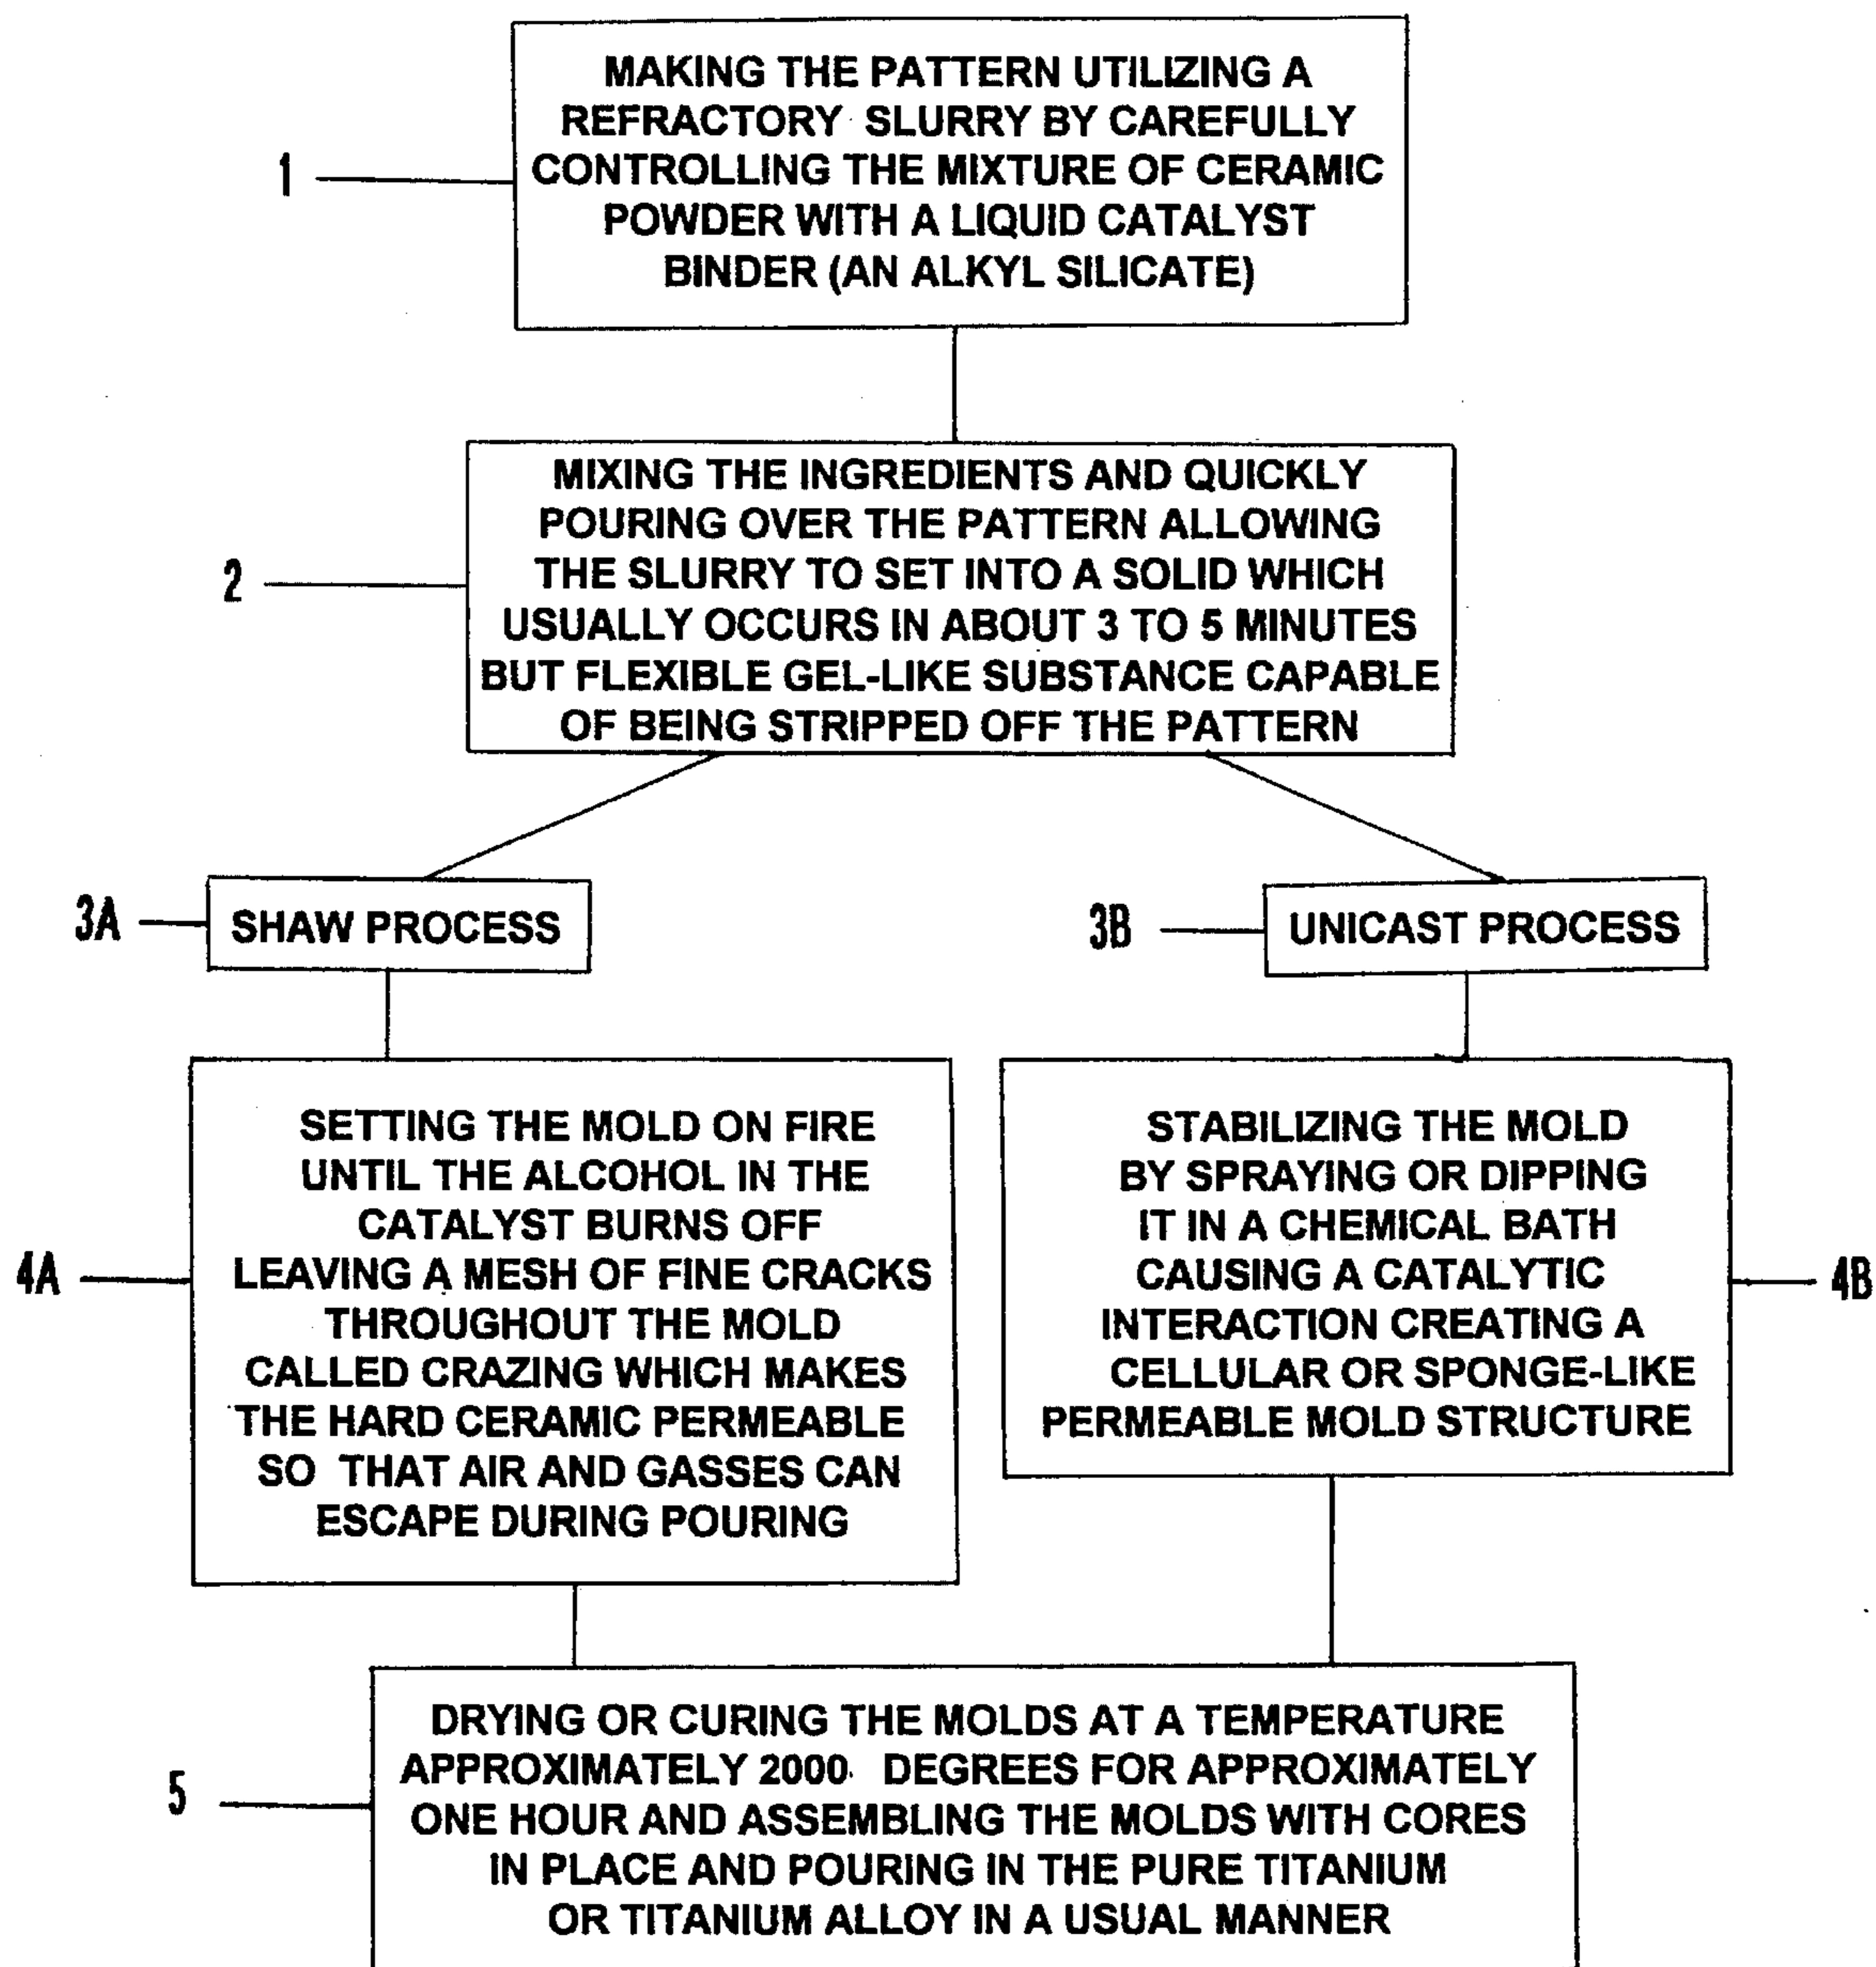 MAKING THE PATTERN UTILIZING A
REFRACTORY SLURRY BY CAREFULLY
CONTROLLING THE MIXTURE OF CERAMIC
POWDER WITH A LIQUID CATALYST
BINDER (AN ALKYL SILICATE)
1
MIXING THE INGREDIENTS AND QUICKLY
POURING OVER THE PATTERN ALLOWING
THE SLURRY TO SET INTO A SOLID WHICH
USUALLY OCCURS IN ABOUT 3 TO 5 MINUTES
BUT FLEXIBLE GEL-LIKE SUBSTANCE CAPABLE
OF BEING STRIPPED OFF THE PATTERN
2
3A
SHAW PROCESS
3B
UNICAST PROCESS
SETTING THE MOLD ON FIRE
UNTIL THE ALCOHOL IN THE
CATALYST BURNS OFF
LEAVING A MESH OF FINE CRACKS
THROUGHOUT THE MOLD
CALLED CRAZING WHICH MAKES
THE HARD CERAMIC PERMEABLE
SO THAT AIR AND GASSES CAN
ESCAPE DURING POURING
4A
STABILIZING THE MOLD
BY SPRAYING OR DIPPING
IT IN A CHEMICAL BATH
CAUSING A CATALYTIC
INTERACTION CREATING A
CELLULAR OR SPONGE-LIKE
PERMEABLE MOLD STRUCTURE
4B
DRYING OR CURING THE MOLDS AT A TEMPERATURE
APPROXIMATELY 2000 DEGREES FOR APPROXIMATELY
ONE HOUR AND ASSEMBLING THE MOLDS WITH CORES
IN PLACE AND POURING IN THE PURE TITANIUM
OR TITANIUM ALLOY IN A USUAL MANNER
5